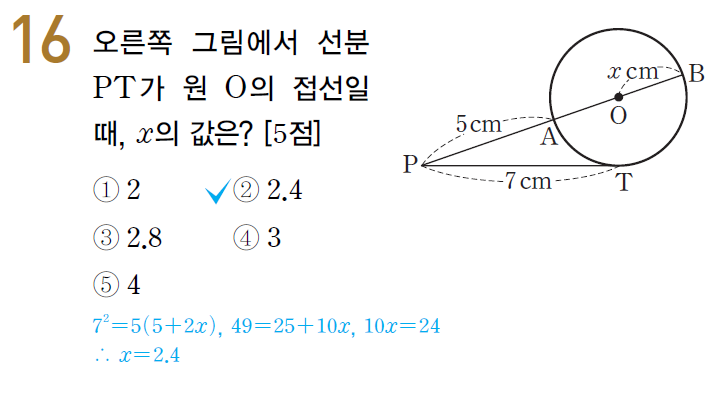 16 오른쪽 그림에서 선분
PT가 원 O의 접선일
때, x의 값은? [5점]
① 2 ② 2.4
③ 2.8 ④ 3
⑤ 4
7²=5(5+2x), 49=25+10x, 10x=24
∴ x=2.4
x cm B
O
5 cm
A
P
7 cm T